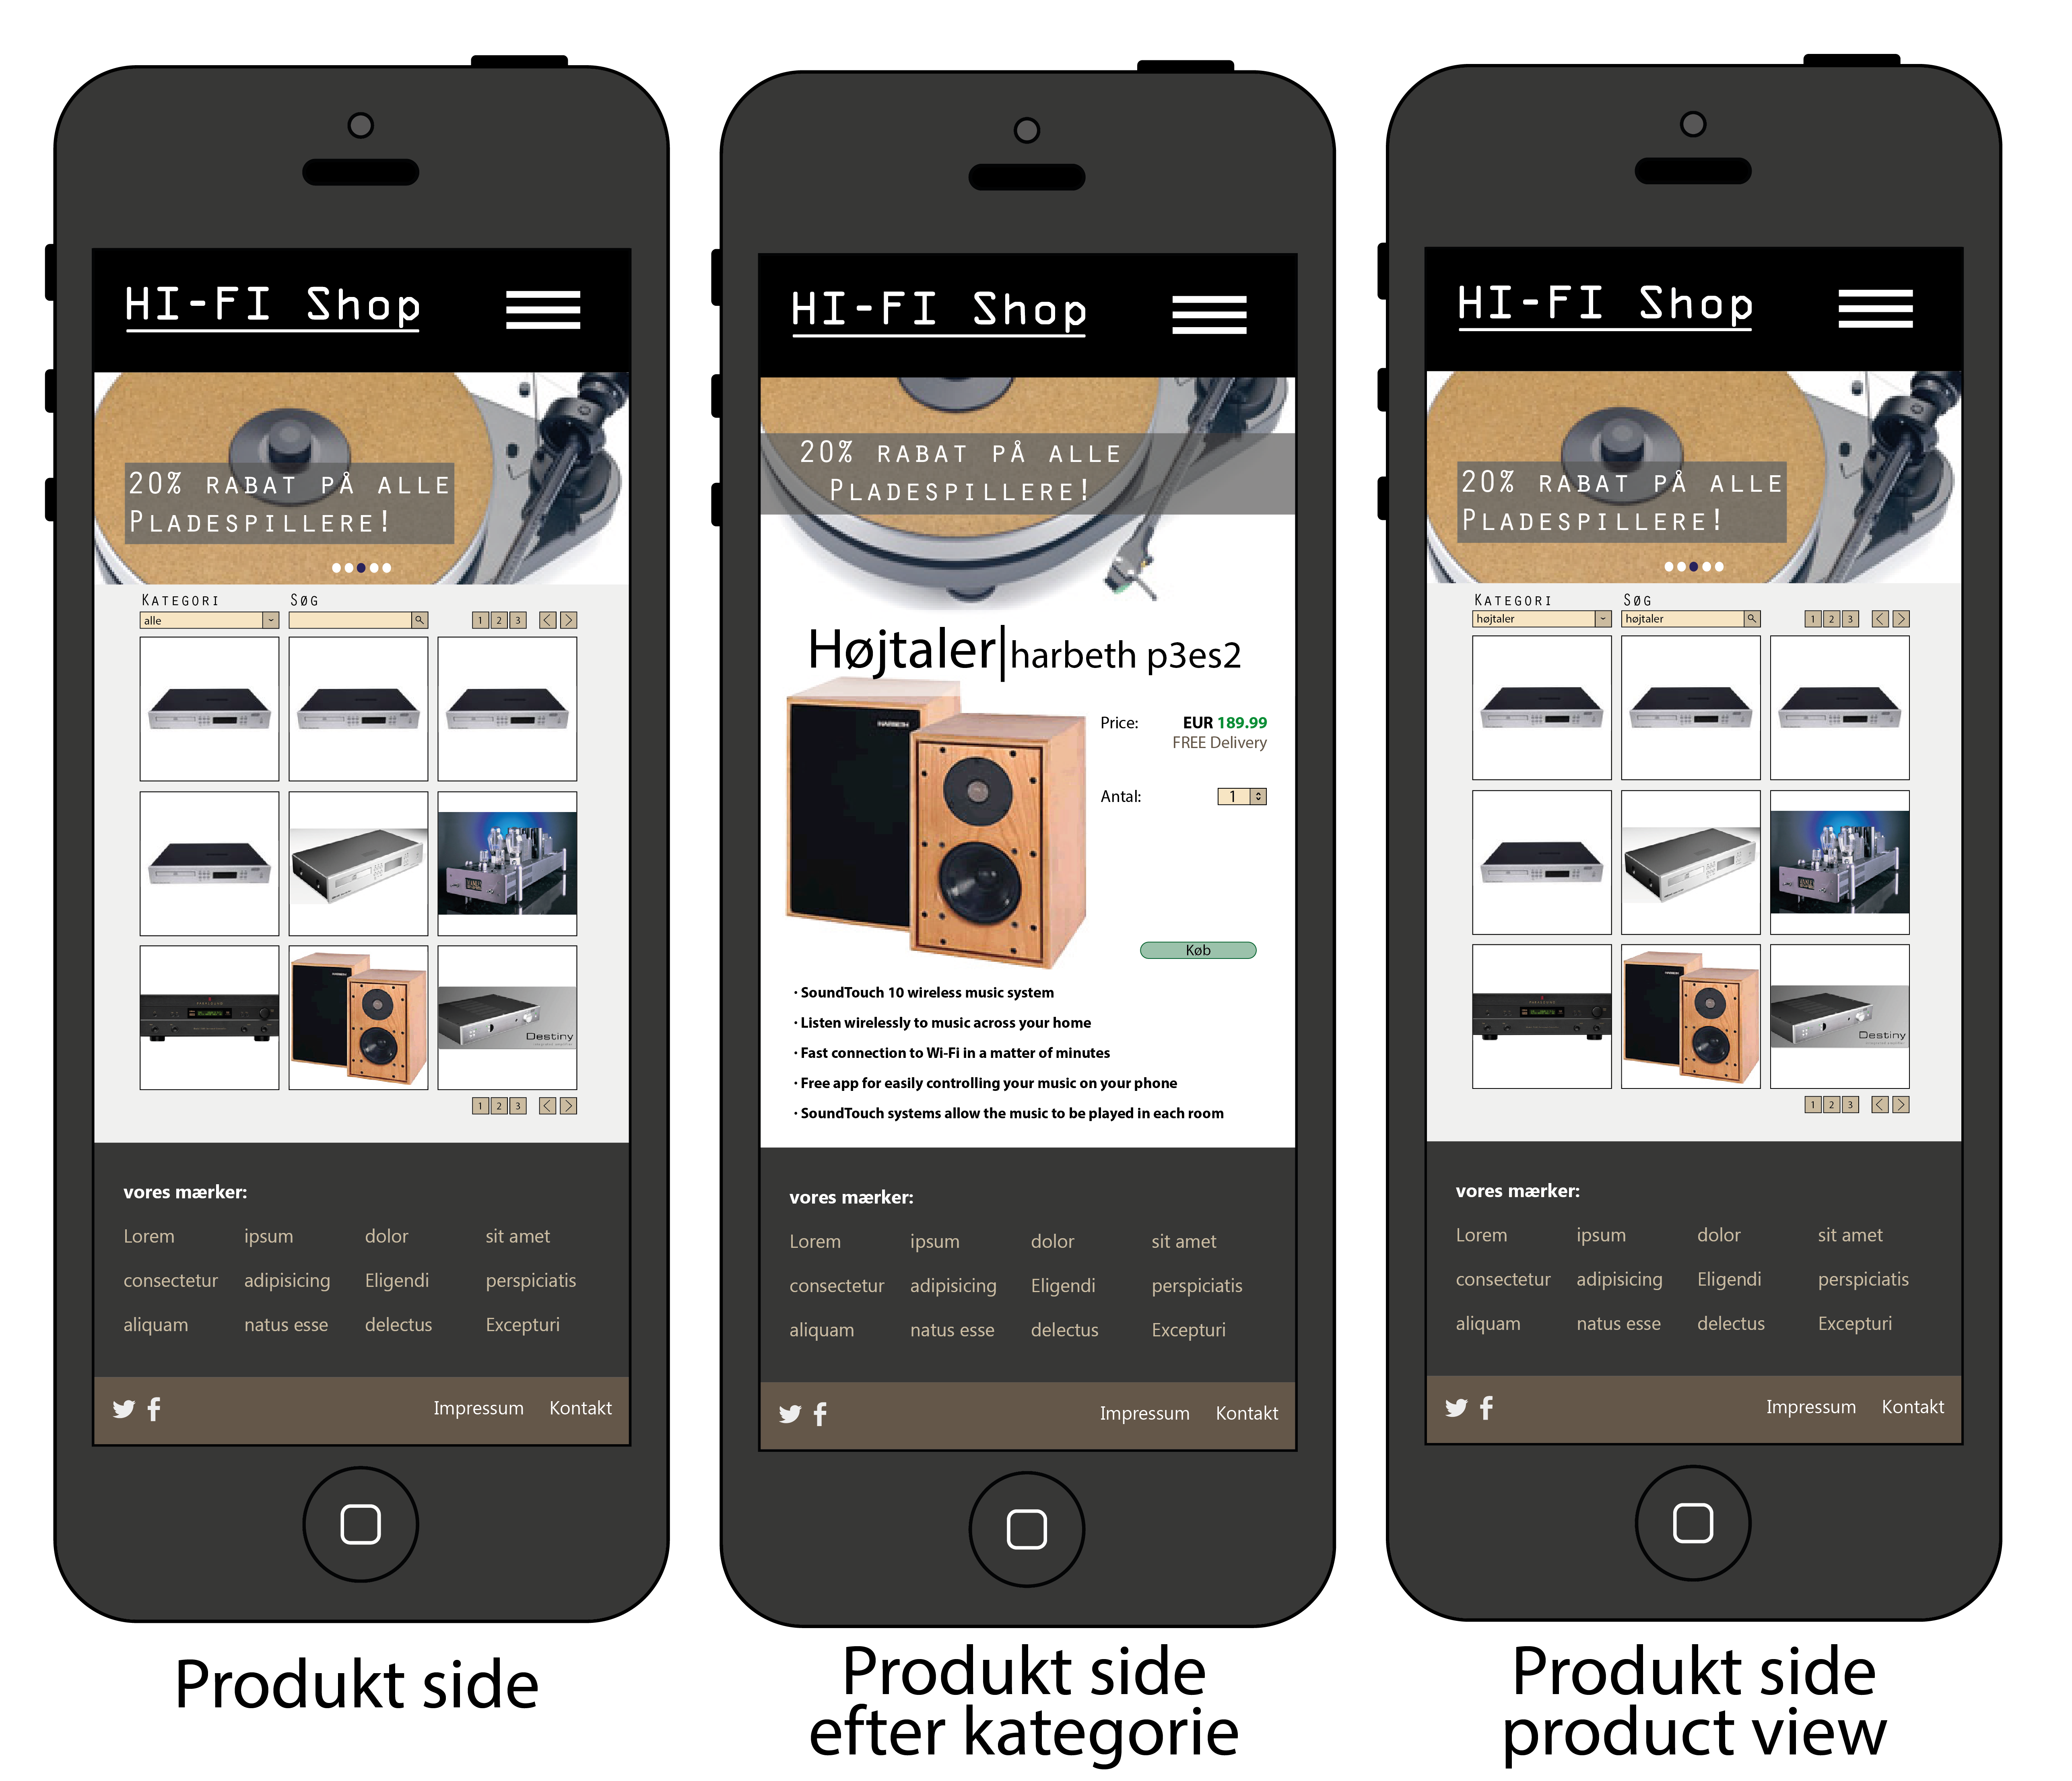 HI-FI Shop
20% RABAT PÅ ALLE
PLADESPILLERE!
KATEGORI SØG
alle 1 2 3
HARBETH
Destiny
1 2 3
vores mærker:
Lorem ipsum dolor sit amet
consectetur adipisicing Eligendi perspiciatis
aliquam natus esse delectus Excepturi
Impressum Kontakt
Produkt side
HI-FI Shop
20% RABAT PÅ ALLE
PLADESPILLERE!
Højtaler|harbeth p3es2
HARBETH
Price: EUR 189.99
FREE Delivery
Antal: 1
Køb
· SoundTouch 10 wireless music system
· Listen wirelessly to music across your home
· Fast connection to Wi-Fi in a matter of minutes
· Free app for easily controlling your music on your phone
· SoundTouch systems allow the music to be played in each room
vores mærker:
Lorem ipsum dolor sit amet
consectetur adipisicing Eligendi perspiciatis
aliquam natus esse delectus Excepturi
Impressum Kontakt
Produkt side
efter kategorie
HI-FI Shop
20% RABAT PÅ ALLE
PLADESPILLERE!
KATEGORI SØG
højtaler højtaler 1 2 3
HARBETH
Destiny
1 2 3
vores mærker:
Lorem ipsum dolor sit amet
consectetur adipisicing Eligendi perspiciatis
aliquam natus esse delectus Excepturi
Impressum Kontakt
Produkt side
product view